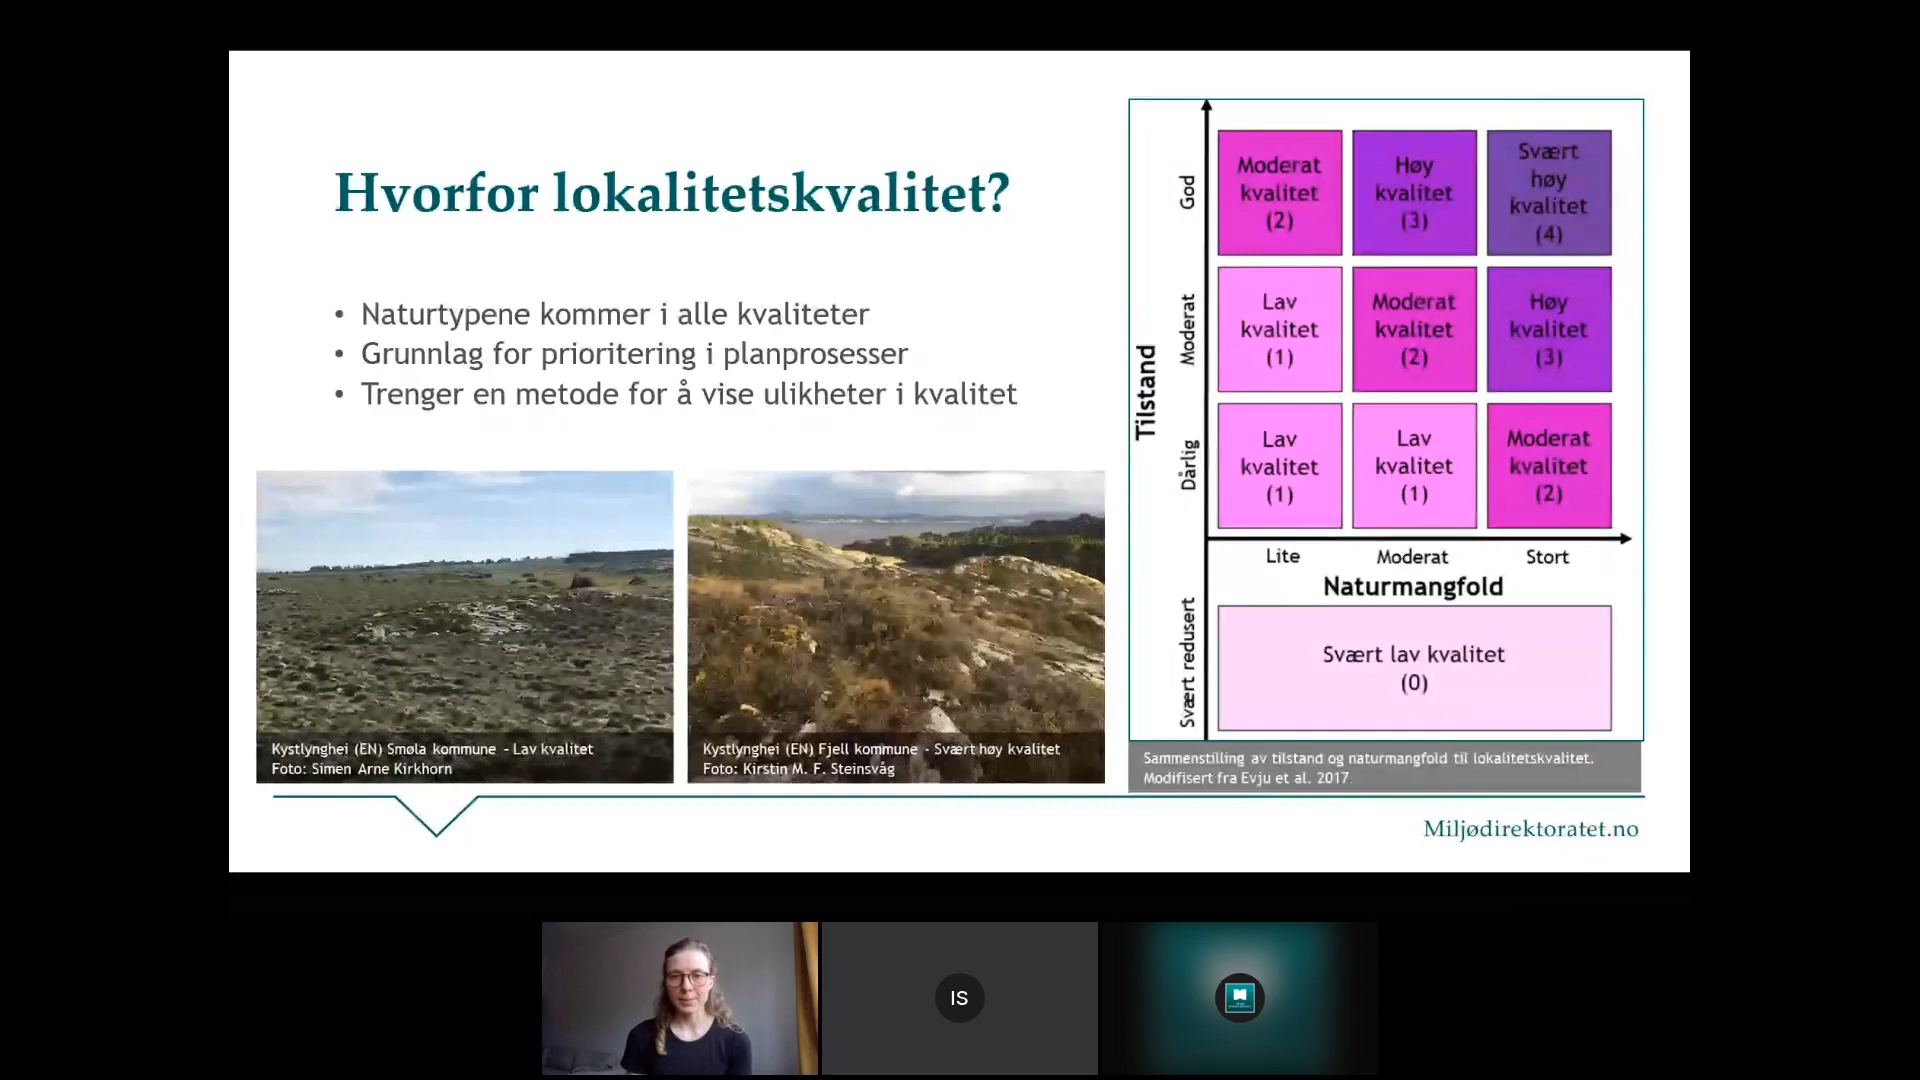 Hvorfor lokalitetskvalitet?
• Naturtypene kommer i alle kvaliteter
• Grunnlag for prioritering i planprosesser
• Trenger en metode for å vise ulikheter i kvalitet
Kystlynghei (EN) Smøla kommune - Lav kvalitet
Foto: Simen Arne Kirkhorn
Kystlynghei (EN) Fjell kommune - Svært høy kvalitet
Foto: Kirstin M. F. Steinsvåg
Tilstand
God
Moderat
kvalitet
(2)
Høy
kvalitet
(3)
Svært
høy
kvalitet
(4)
Moderat
Lav
kvalitet
(1)
Moderat
kvalitet
(2)
Høy
kvalitet
(3)
Dårlig
Lav
kvalitet
(1)
Lav
kvalitet
(1)
Moderat
kvalitet
(2)
Lite
Moderat
Stort
Naturmangfold
Svært redusert
Svært lav kvalitet
(0)
Sammenstilling av tilstand og naturmangfold til lokalitetskvalitet.
Modifisert fra Evju et al. 2017.
Miljødirektoratet.no
IS